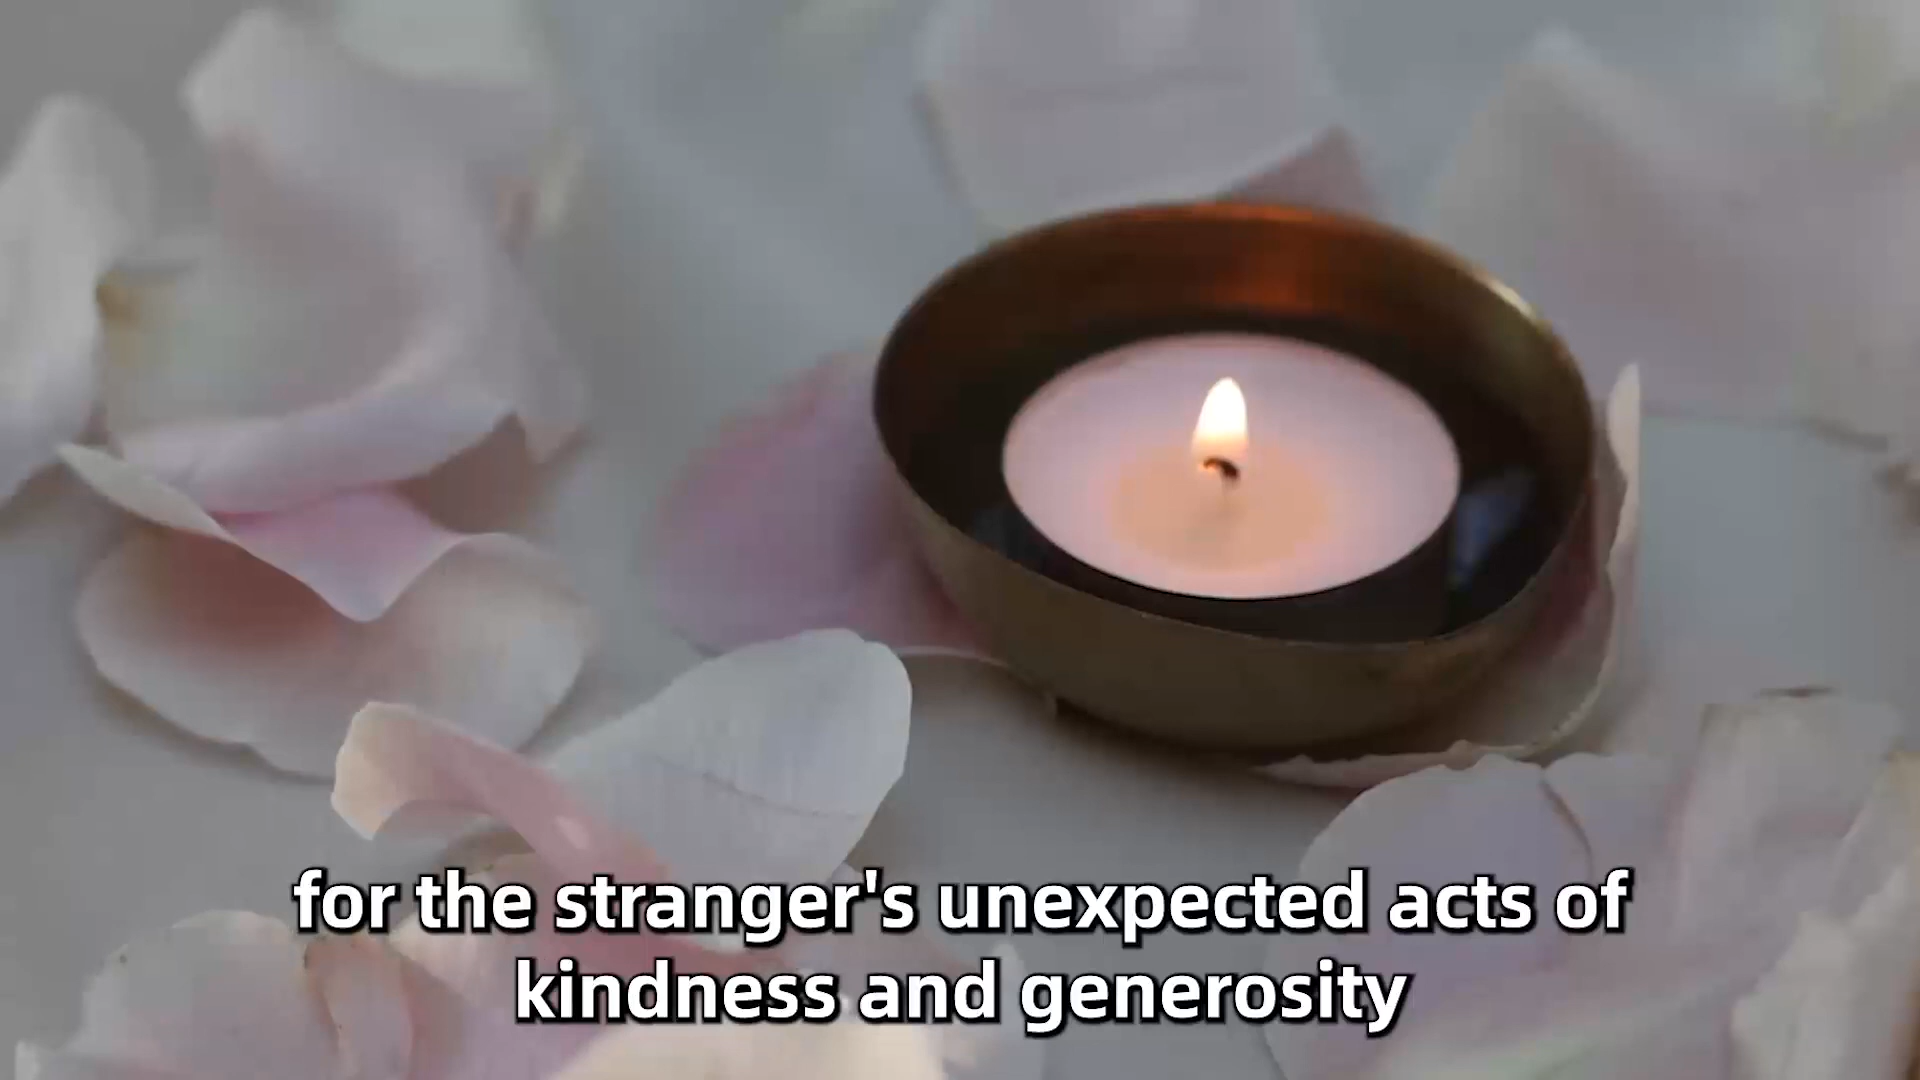 for the stranger's unexpected acts of
kindness and generosity